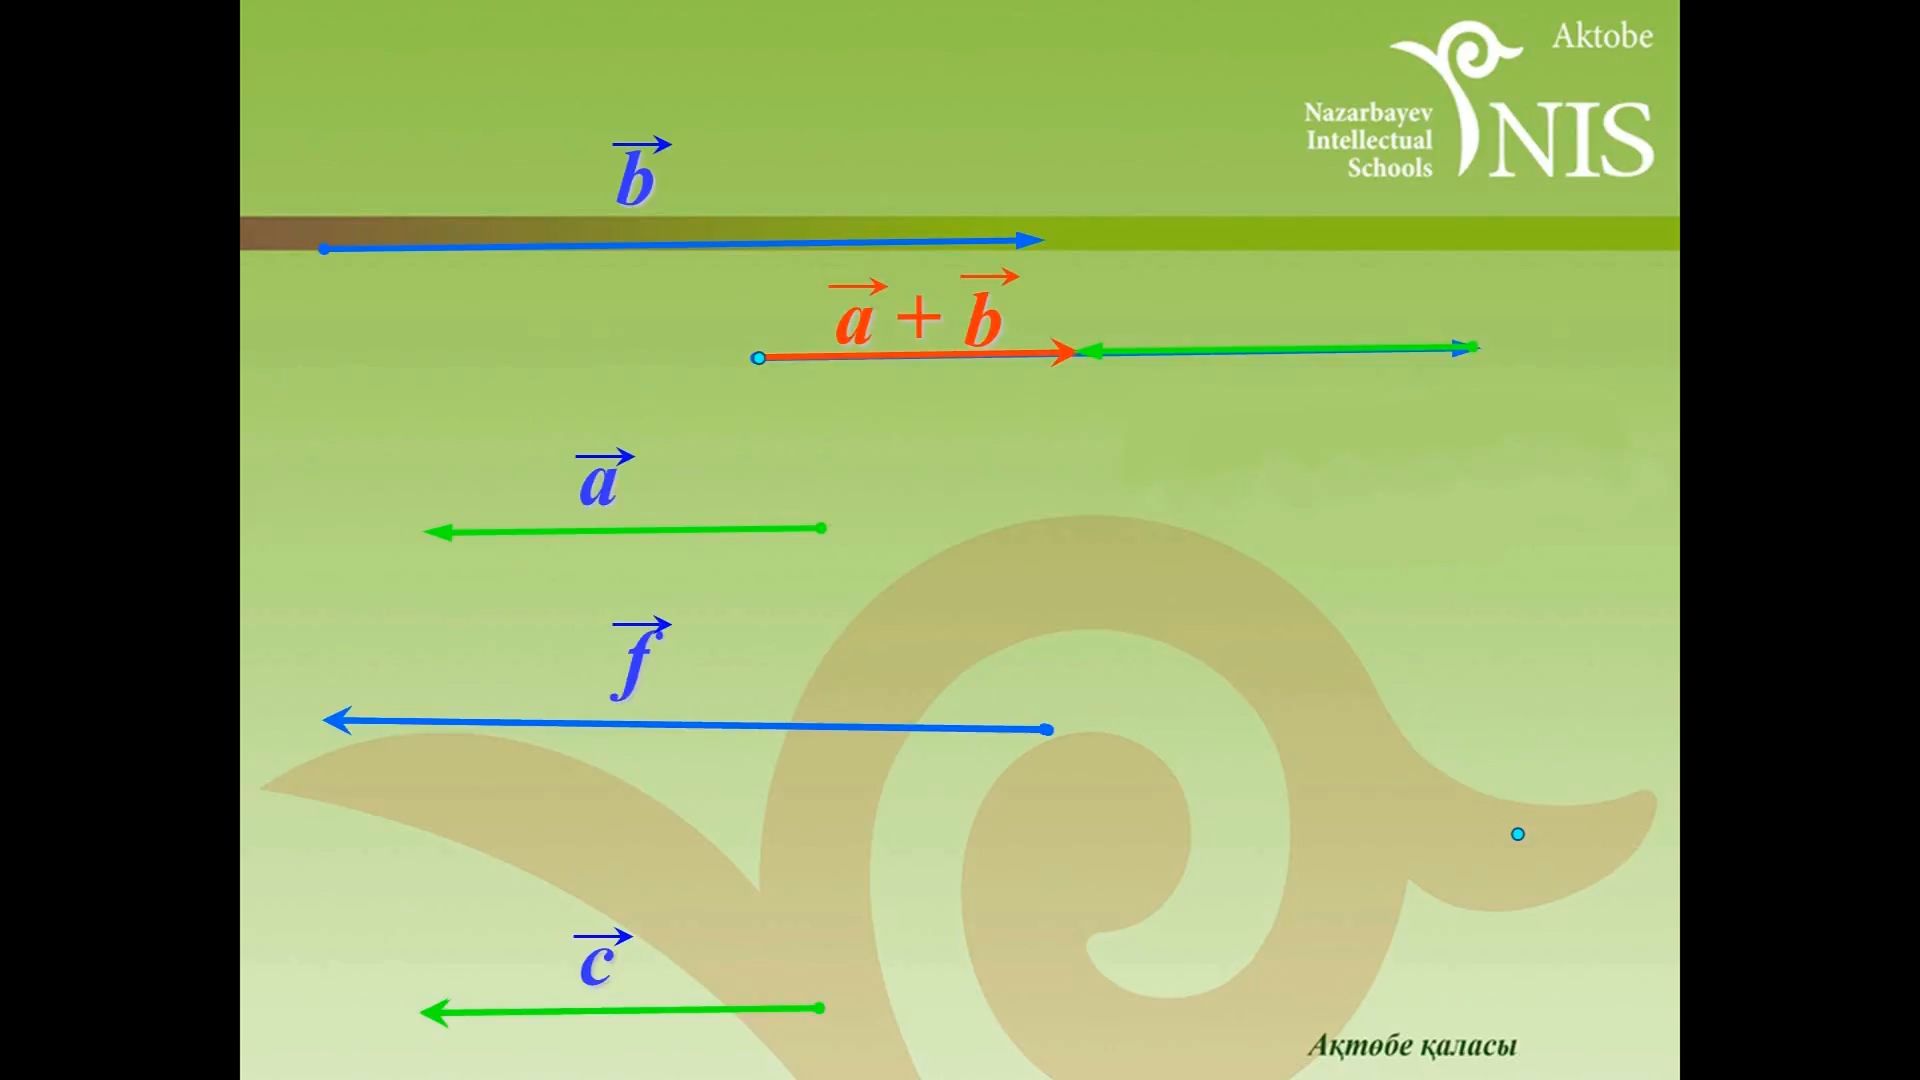 Aktobe
Nazarbayev
Intellectual
Schools
NIS
b
a + b
a
f
c
Ақтөбе қаласы